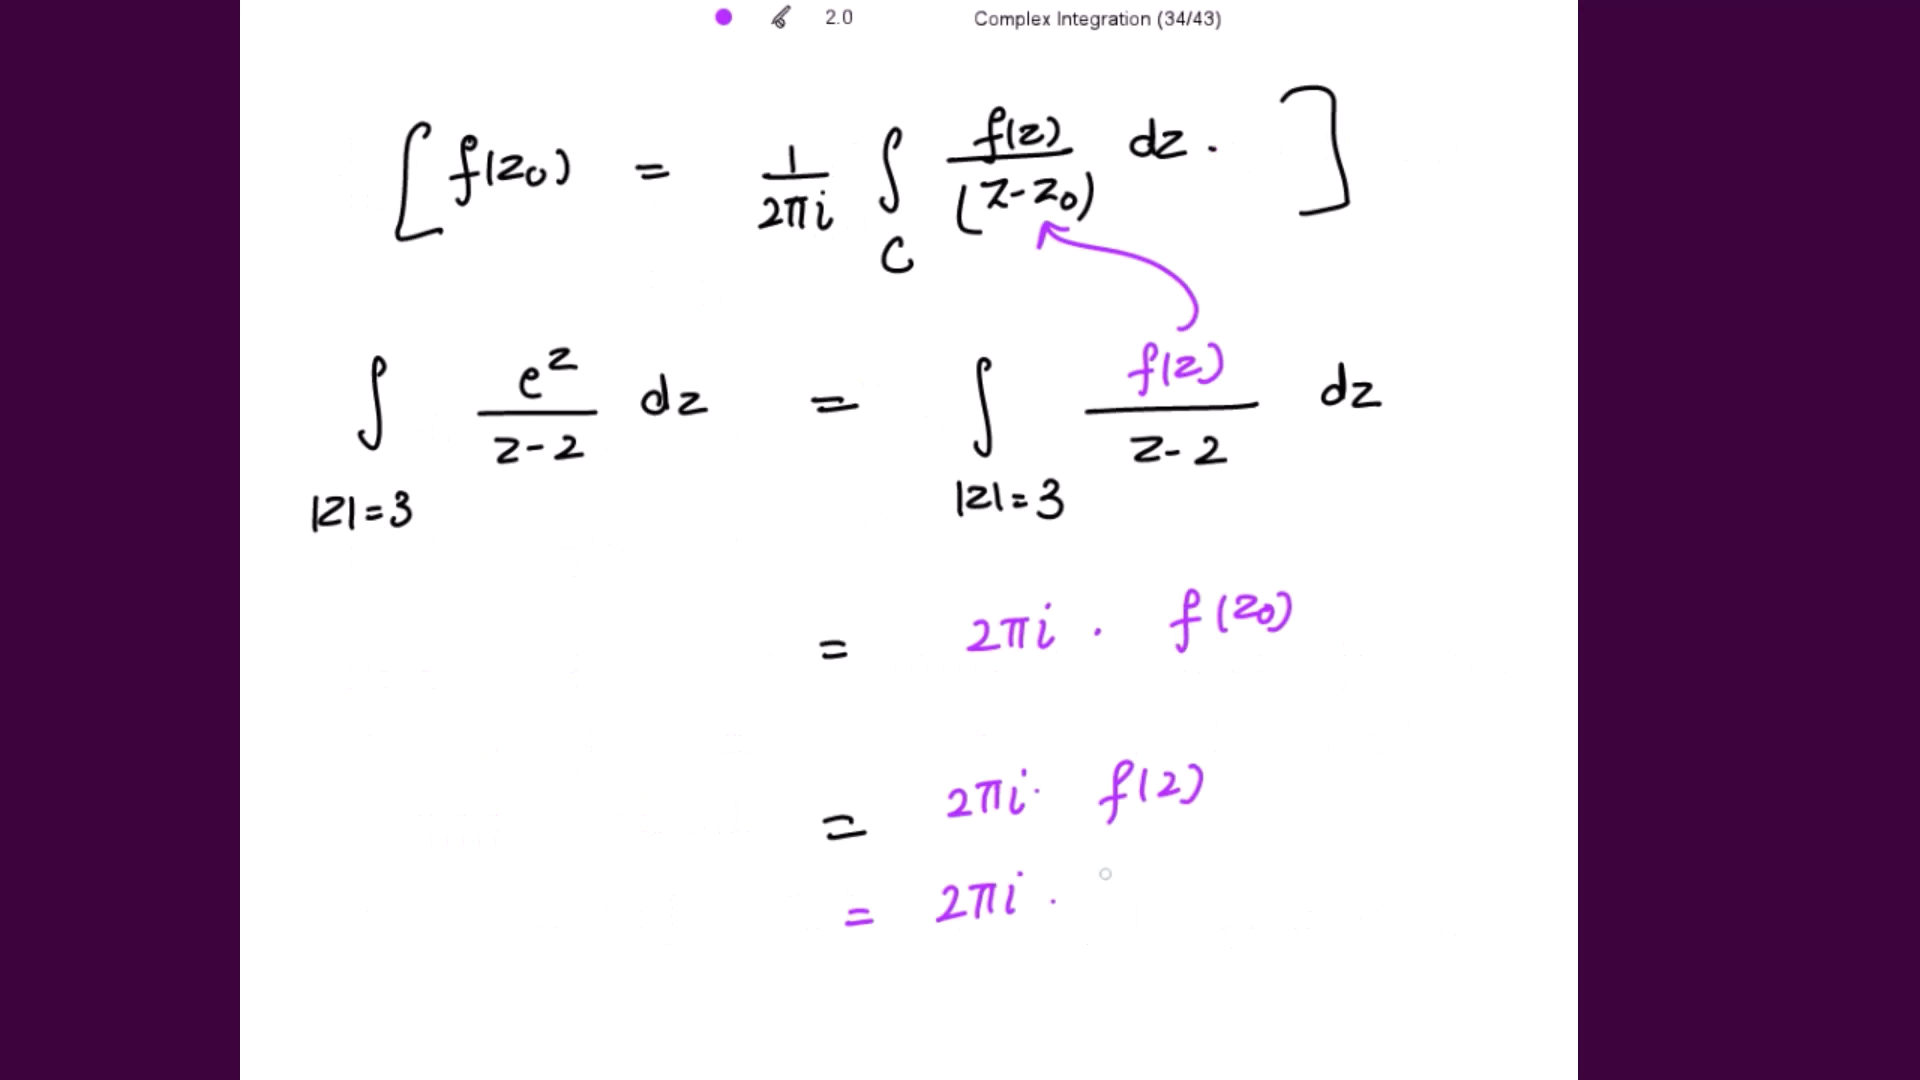 2.0 Complex Integration (34/43)
[ f(z0) = 1/2πi ∫C f(z)/(z-z0) dz. ]
∫|z|=3 e^z/z-2 dz = ∫|z|=3 f(z)/z-2 dz
= 2πi · f(z0)
= 2πi · f(2)
= 2πi ·